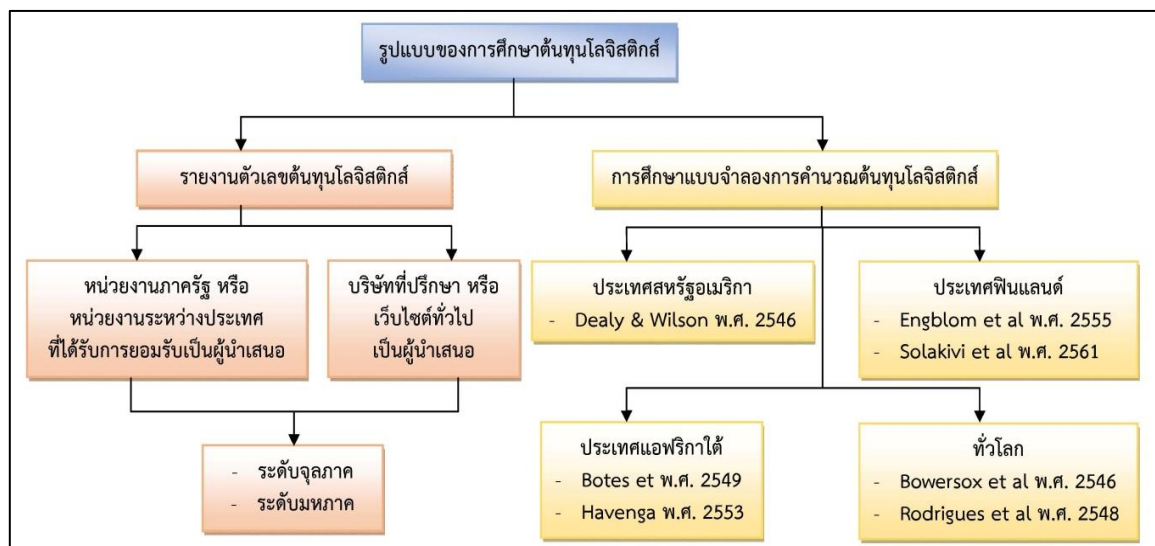 รูปแบบของการศึกษาต้นทุนโลจิสติกส์
รายงานตัวเลขต้นทุนโลจิสติกส์
การศึกษาแบบจำลองการคำนวณต้นทุนโลจิสติกส์
หน่วยงานภาครัฐ หรือ
หน่วยงานระหว่างประเทศ
ที่ได้รับการยอมรับเป็นผู้นำเสนอ
บริษัทที่ปรึกษา หรือ
เว็บไซต์ทั่วไป
เป็นผู้นำเสนอ
ประเทศสหรัฐอเมริกา
- Dealy & Wilson พ.ศ. 2546
ประเทศฟินแลนด์
- Engblom et al พ.ศ. 2555
- Solakivi et al พ.ศ. 2561
- ระดับจุลภาค
- ระดับมหภาค
ประเทศแอฟริกาใต้
- Botes et พ.ศ. 2549
- Havenga พ.ศ. 2553
ทั่วโลก
- Bowersox et al พ.ศ. 2546
- Rodrigues et al พ.ศ. 2548